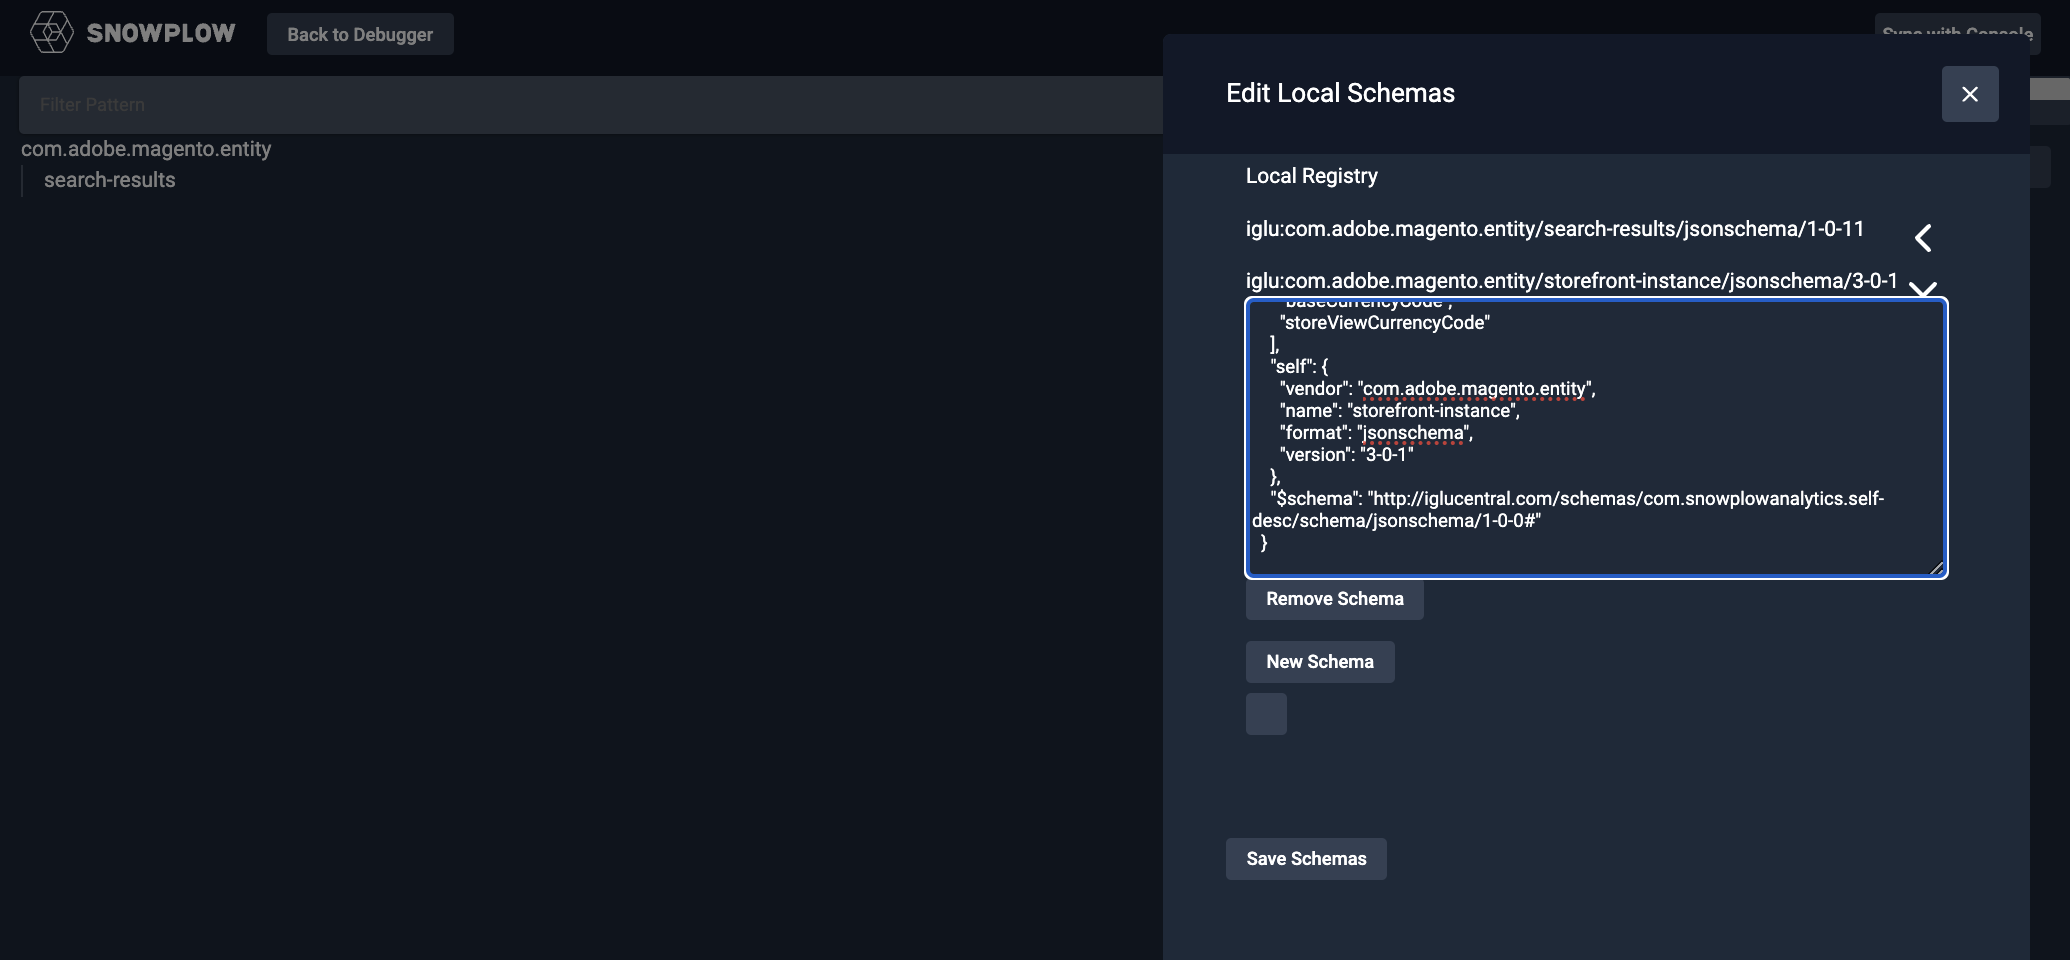 SNOWPLOW
Back to Debugger
Sync with Console
Filter Pattern
com.adobe.magento.entity
search-results
Edit Local Schemas
Local Registry
iglu:com.adobe.magento.entity/search-results/jsonschema/1-0-11
iglu:com.adobe.magento.entity/storefront-instance/jsonschema/3-0-1
"baseCurrencyCode",
"storeViewCurrencyCode"
],
"self": {
"vendor": "com.adobe.magento.entity",
"name": "storefront-instance",
"format": "jsonschema",
"version": "3-0-1"
},
"$schema": "http://iglucentral.com/schemas/com.snowplowanalytics.self-
desc/schema/jsonschema/1-0-0#"
}
Remove Schema
New Schema
Save Schemas